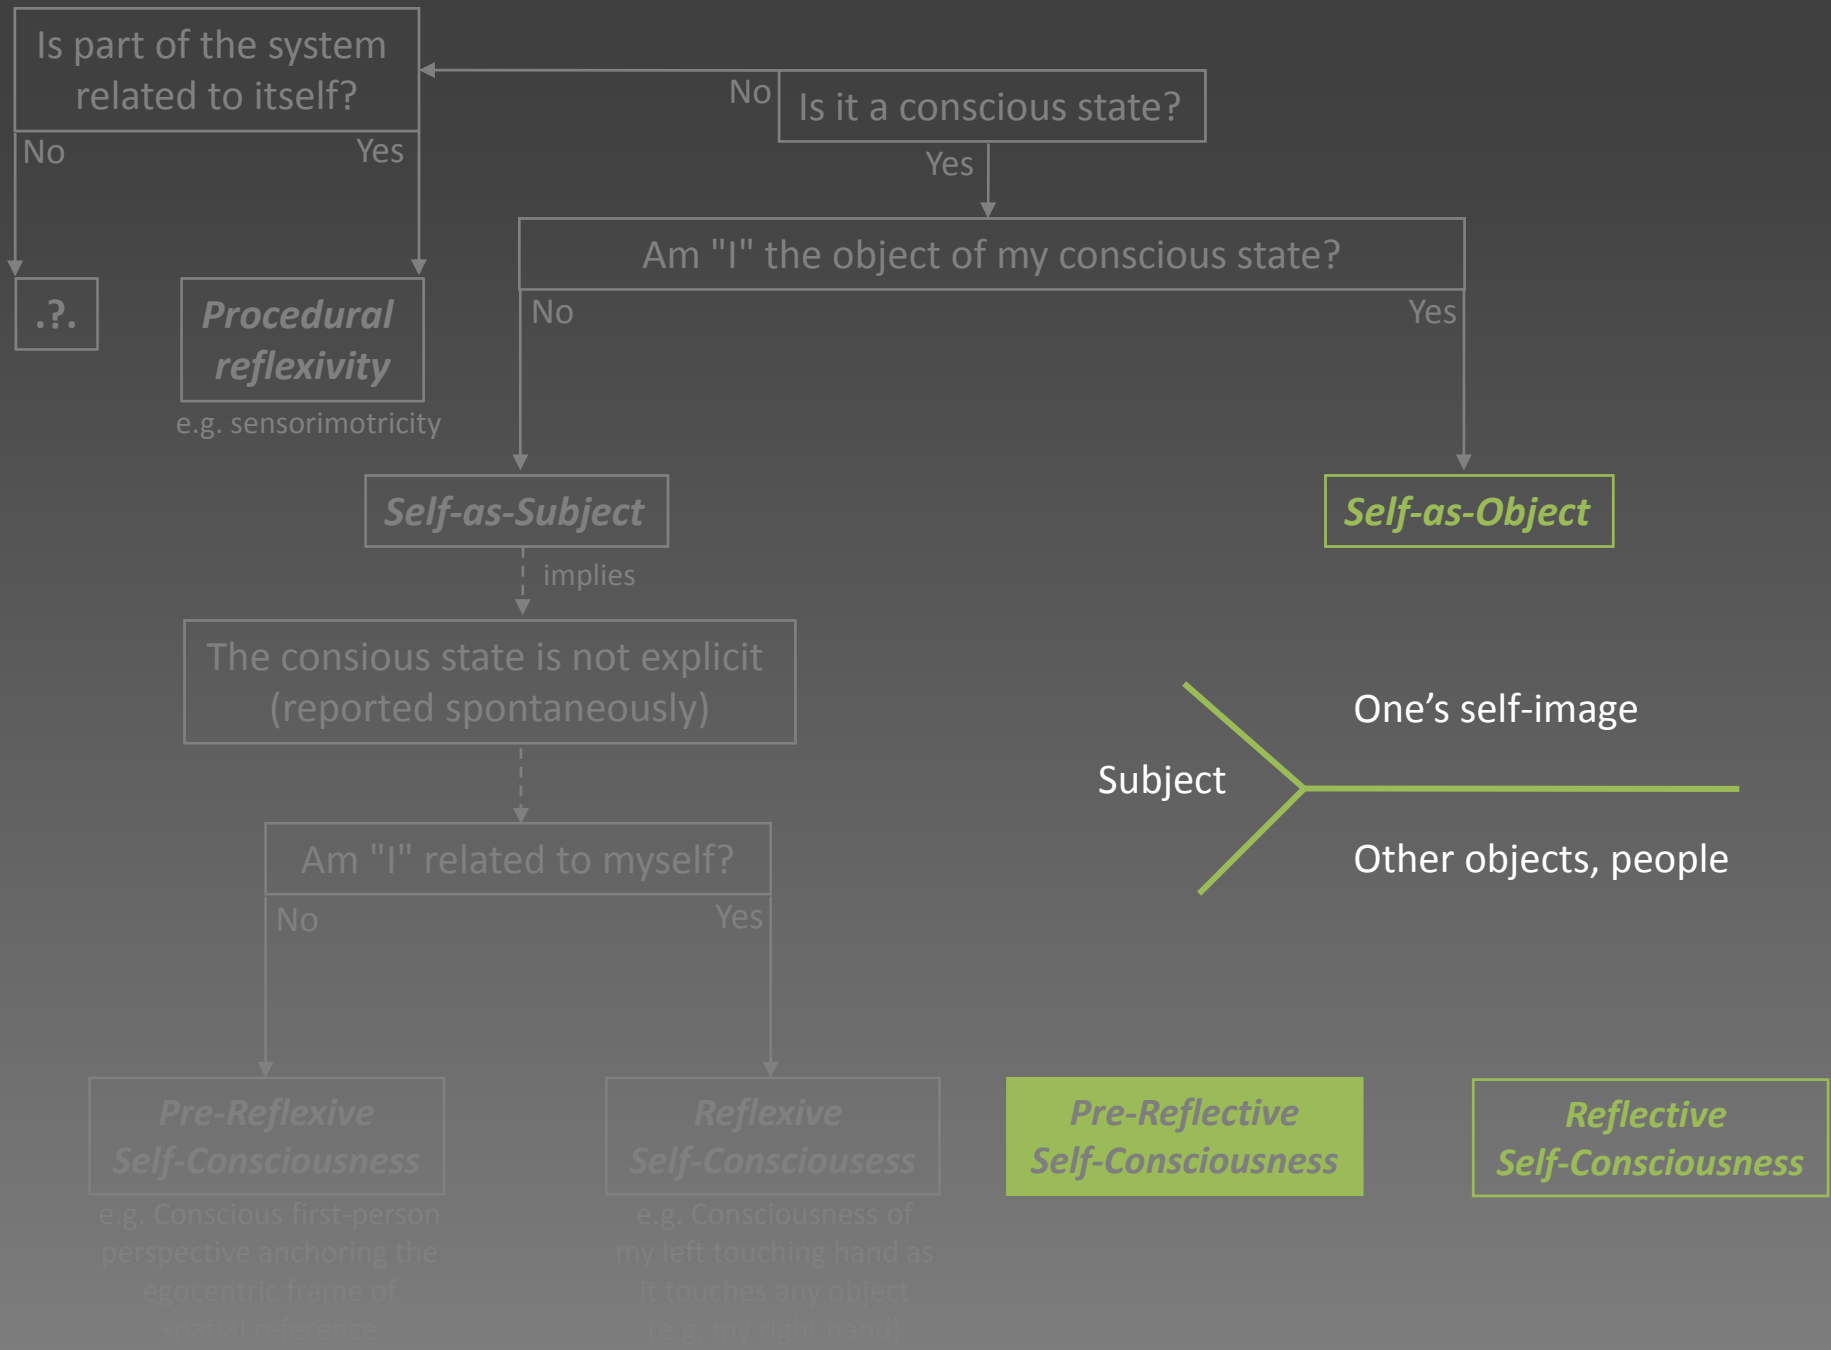 Is part of the system
related to itself?
No
Yes
.?.
Procedural
reflexivity
e.g. sensorimotricity
No
Is it a conscious state?
Yes
Am "I" the object of my conscious state?
No
Yes
Self-as-Subject
Self-as-Object
implies
The consious state is not explicit
(reported spontaneously)
Am "I" related to myself?
No
Yes
Pre-Reflexive
Self-Consciousness
e.g. Conscious first-person
perspective anchoring the
egocentric frame of
spatial reference
Reflexive
Self-Consciousess
e.g. Consciousness of
my left touching hand as
it touches any object
(e.g. my right hand)
One’s self-image
Subject
Other objects, people
Pre-Reflective
Self-Consciousness
Reflective
Self-Consciousness